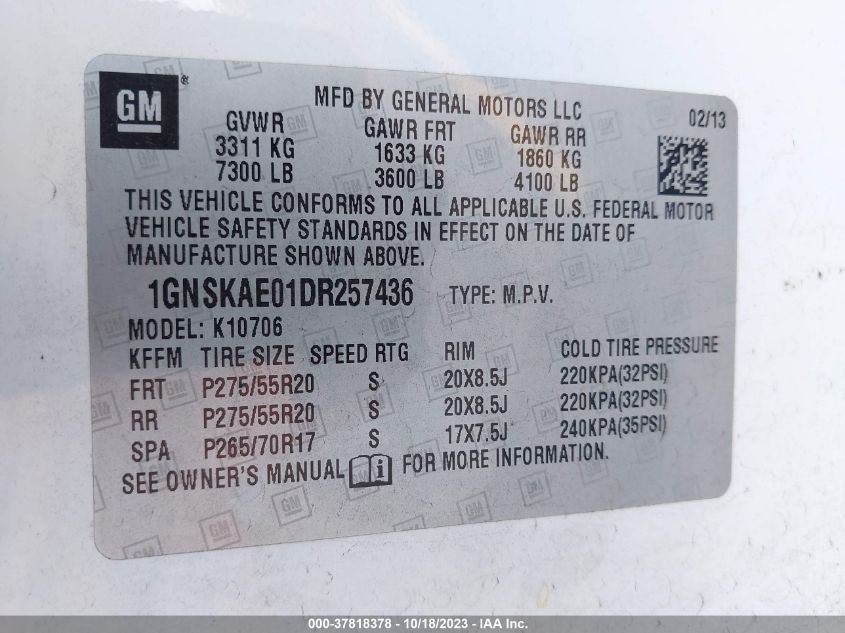 GM ® MFD BY GENERAL MOTORS LLC 02/13
GVWR GAWR FRT GAWR RR
3311 KG 1633 KG 1860 KG
7300 LB 3600 LB 4100 LB
THIS VEHICLE CONFORMS TO ALL APPLICABLE U.S. FEDERAL MOTOR
VEHICLE SAFETY STANDARDS IN EFFECT ON THE DATE OF
MANUFACTURE SHOWN ABOVE.
1GNSKAE01DR257436 TYPE: M.P.V.
MODEL: K10706
KFFM TIRE SIZE SPEED RTG RIM COLD TIRE PRESSURE
FRT P275/55R20 S 20X8.5J 220KPA(32PSI)
RR P275/55R20 S 20X8.5J 220KPA(32PSI)
SPA P265/70R17 S 17X7.5J 240KPA(35PSI)
SEE OWNER'S MANUAL i FOR MORE INFORMATION.
000-37818378 - 10/18/2023 - IAA Inc.